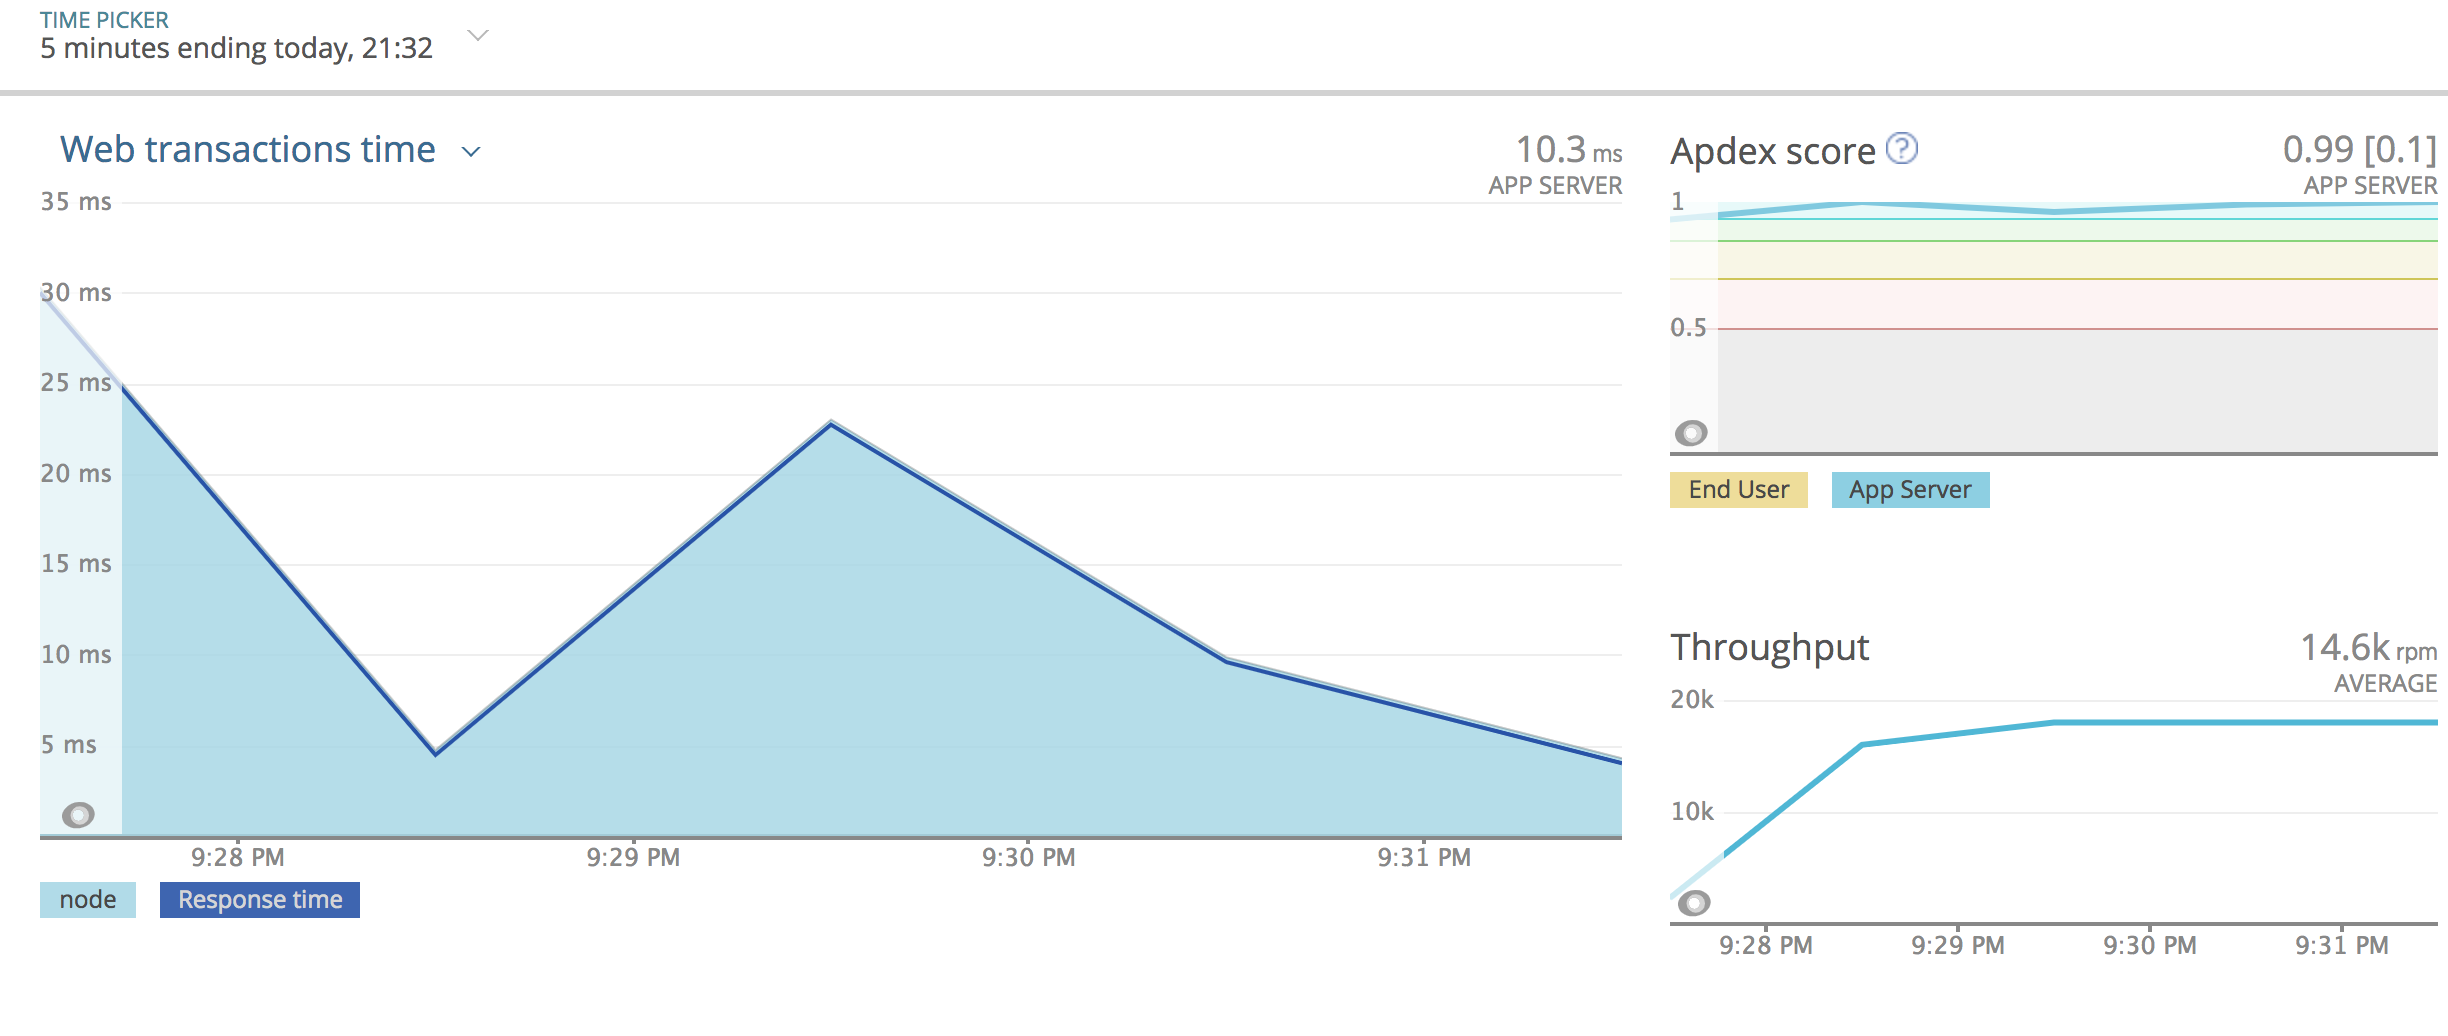 TIME PICKER
5 minutes ending today, 21:32
Web transactions time
10.3 ms
APP SERVER
35 ms
30 ms
25 ms
20 ms
15 ms
10 ms
5 ms
9:28 PM 9:29 PM 9:30 PM 9:31 PM
node Response time
Apdex score ?
0.99 [0.1]
APP SERVER
1
0.5
End User App Server
Throughput
14.6k rpm
AVERAGE
20k
10k
9:28 PM 9:29 PM 9:30 PM 9:31 PM